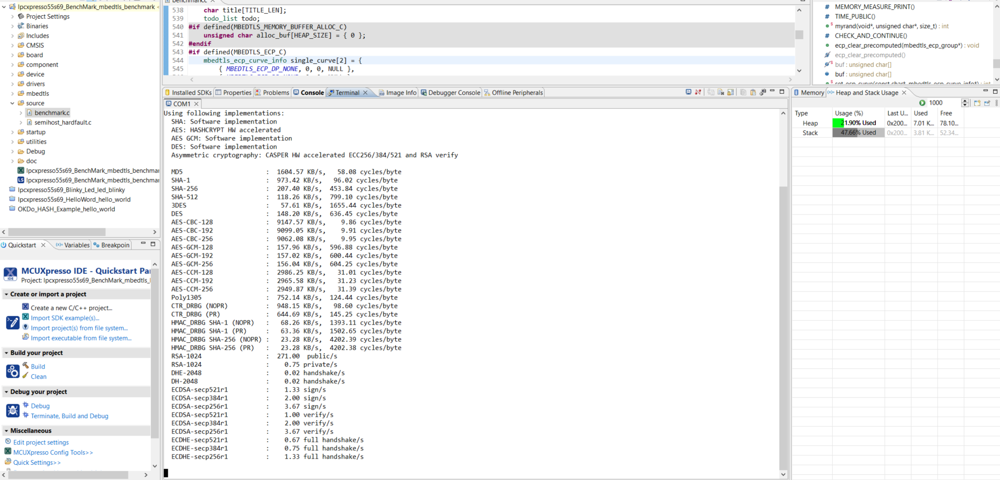 lpcxpresso55s69_BenchMark_mbedtls_benchmark <
Project Settings
Binaries
Includes
CMSIS
board
component
device
drivers
mbedtls
source
benchmark.c
semihost_hardfault.c
startup
utilities
Debug
doc
lpcxpresso55s69_BenchMark_mbedtls_benchmar
LS lpcxpresso55s69_BenchMark_mbedtls_benchmar
lpcxpresso55s69_Blinky_Led_led_blinky
lpcxpresso55s69_HelloWord_hello_world
OKDo_HASH_Example_hello_world
Quickstart (x)= Variables Breakpoin
IDE
MCUXpresso IDE - Quickstart Pa
Project: lpcxpresso55s69_BenchMark_mbedtls_
Create or import a project
Create a new C/C++ project...
Import SDK example(s)...
Import project(s) from file system...
Import executable from file system...
Build your project
Build
Clean
Debug your project
Debug
Terminate, Build and Debug
Miscellaneous
Edit project settings
MCUXpresso Config Tools>>
Quick Settings>>
benchmark.c
538 char title[TITLE_LEN];
539 todo_list todo;
540 #if defined(MBEDTLS_MEMORY_BUFFER_ALLOC_C)
541 unsigned char alloc_buf[HEAP_SIZE] = { 0 };
542 #endif
543 #if defined(MBEDTLS_ECP_C)
544 mbedtls_ecp_curve_info single_curve[2] = {
545 { MBEDTLS_ECP_DP_NONE, 0, 0, NULL },
Installed SDKs Properties Problems Console Terminal Image Info Debugger Console Offline Peripherals
COM1
Using following implementations:
SHA: Software implementation
AES: HASHCRYPT HW accelerated
AES GCM: Software implementation
DES: Software implementation
Asymmetric cryptography: CASPER HW accelerated ECC256/384/521 and RSA verify
MD5 : 1604.57 KB/s, 58.08 cycles/byte
SHA-1 : 973.42 KB/s, 96.02 cycles/byte
SHA-256 : 207.40 KB/s, 453.84 cycles/byte
SHA-512 : 118.26 KB/s, 799.10 cycles/byte
3DES : 57.61 KB/s, 1655.44 cycles/byte
DES : 148.20 KB/s, 636.45 cycles/byte
AES-CBC-128 : 9147.57 KB/s, 9.86 cycles/byte
AES-CBC-192 : 9099.05 KB/s, 9.91 cycles/byte
AES-CBC-256 : 9062.08 KB/s, 9.95 cycles/byte
AES-GCM-128 : 157.96 KB/s, 596.88 cycles/byte
AES-GCM-192 : 157.02 KB/s, 600.44 cycles/byte
AES-GCM-256 : 156.04 KB/s, 604.25 cycles/byte
AES-CCM-128 : 2986.25 KB/s, 31.01 cycles/byte
AES-CCM-192 : 2965.58 KB/s, 31.23 cycles/byte
AES-CCM-256 : 2949.87 KB/s, 31.39 cycles/byte
Poly1305 : 752.14 KB/s, 124.44 cycles/byte
CTR_DRBG (NOPR) : 948.15 KB/s, 98.60 cycles/byte
CTR_DRBG (PR) : 644.69 KB/s, 145.25 cycles/byte
HMAC_DRBG SHA-1 (NOPR) : 68.26 KB/s, 1393.11 cycles/byte
HMAC_DRBG SHA-1 (PR) : 63.36 KB/s, 1502.65 cycles/byte
HMAC_DRBG SHA-256 (NOPR) : 23.28 KB/s, 4202.39 cycles/byte
HMAC_DRBG SHA-256 (PR) : 23.28 KB/s, 4202.38 cycles/byte
RSA-1024 : 271.00 public/s
RSA-1024 : 0.75 private/s
DHE-2048 : 0.02 handshake/s
DH-2048 : 0.02 handshake/s
ECDSA-secp521r1 : 1.33 sign/s
ECDSA-secp384r1 : 2.00 sign/s
ECDSA-secp256r1 : 3.67 sign/s
ECDSA-secp521r1 : 1.00 verify/s
ECDSA-secp384r1 : 2.00 verify/s
ECDSA-secp256r1 : 3.67 verify/s
ECDHE-secp521r1 : 0.67 full handshake/s
ECDHE-secp384r1 : 0.75 full handshake/s
ECDHE-secp256r1 : 1.33 full handshake/s
# MEMORY_MEASURE_PRINT()
# TIME_PUBLIC()
S myrand(void*, unsigned char*, size_t) : int
# CHECK_AND_CONTINUE()
ecp_clear_precomputed(mbedtls_ecp_group*) : void
# ecp_clear_precomputed()
S buf : unsigned char[]
buf : unsigned char[]
S set_ecp_curve(const char*, mbedtls_ecp_curve_info*) : int
Memory (x)= Heap and Stack Usage
1000
Type Usage (%) Last U... Used Free
Heap 21.90% Used 0x200... 7.01 K... 78.10...
Stack 47.66% Used 0x200... 3.81 K... 52.34...